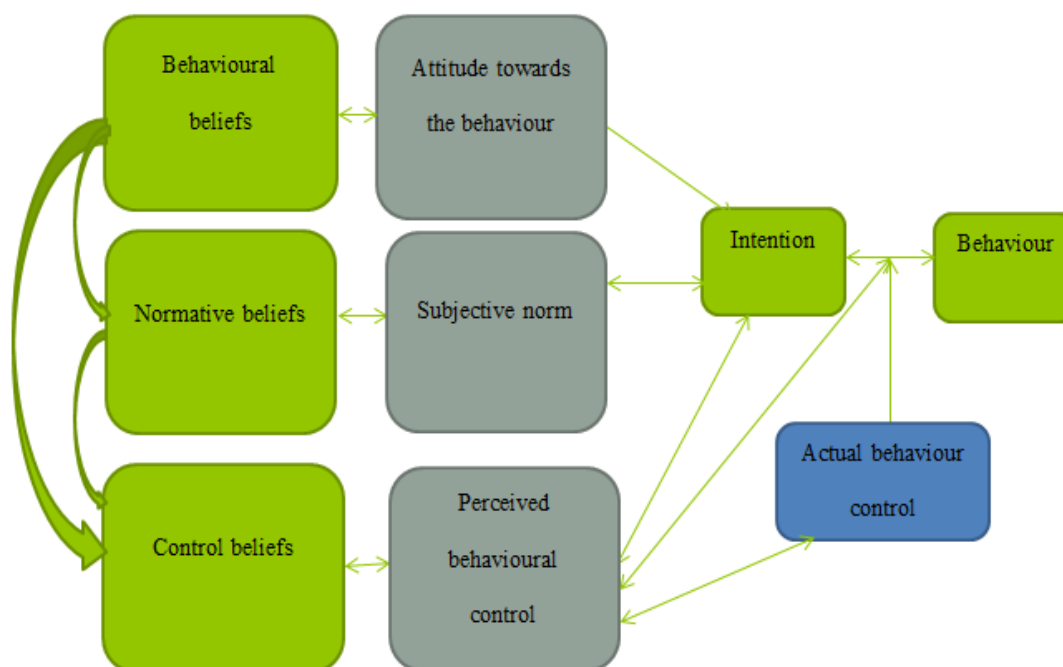 Behavioural
beliefs
Attitude towards
the behaviour
Intention
Behaviour
Normative beliefs
Subjective norm
Control beliefs
Perceived
behavioural
control
Actual behaviour
control